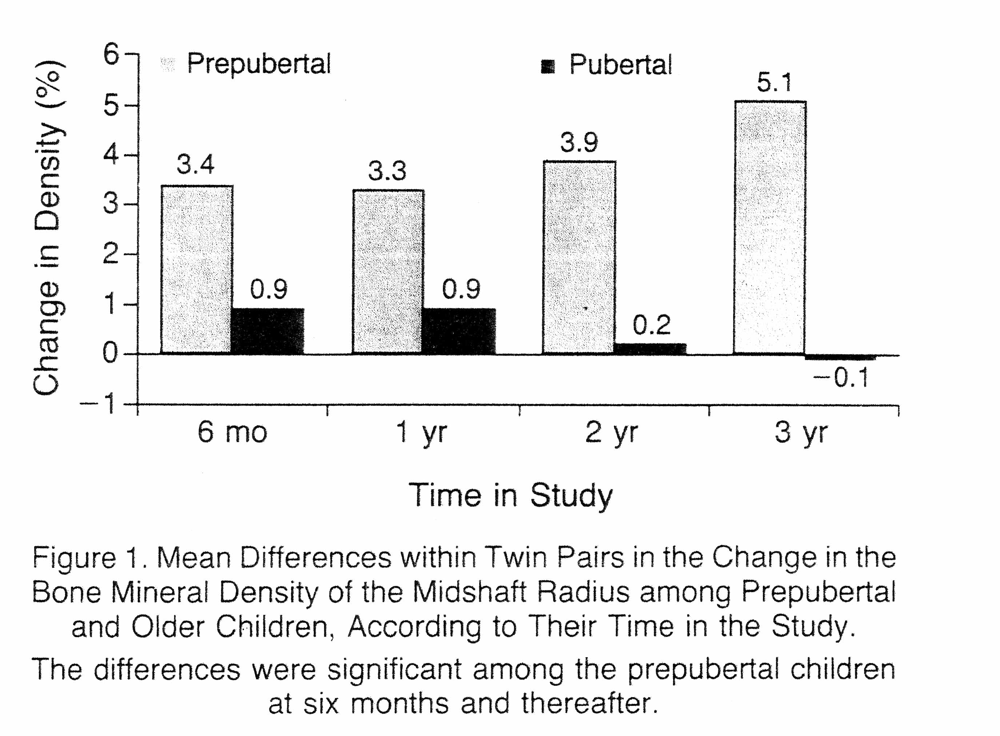 6
Prepubertal
Pubertal
5.1
5
3.9
4
3.4
3.3
3
2
0.9
0.9
1
0.2
0
−0.1
−1
Change in Density (%)
6 mo
1 yr
2 yr
3 yr
Time in Study
Figure 1. Mean Differences within Twin Pairs in the Change in the
Bone Mineral Density of the Midshaft Radius among Prepubertal
and Older Children, According to Their Time in the Study.
The differences were significant among the prepubertal children
at six months and thereafter.